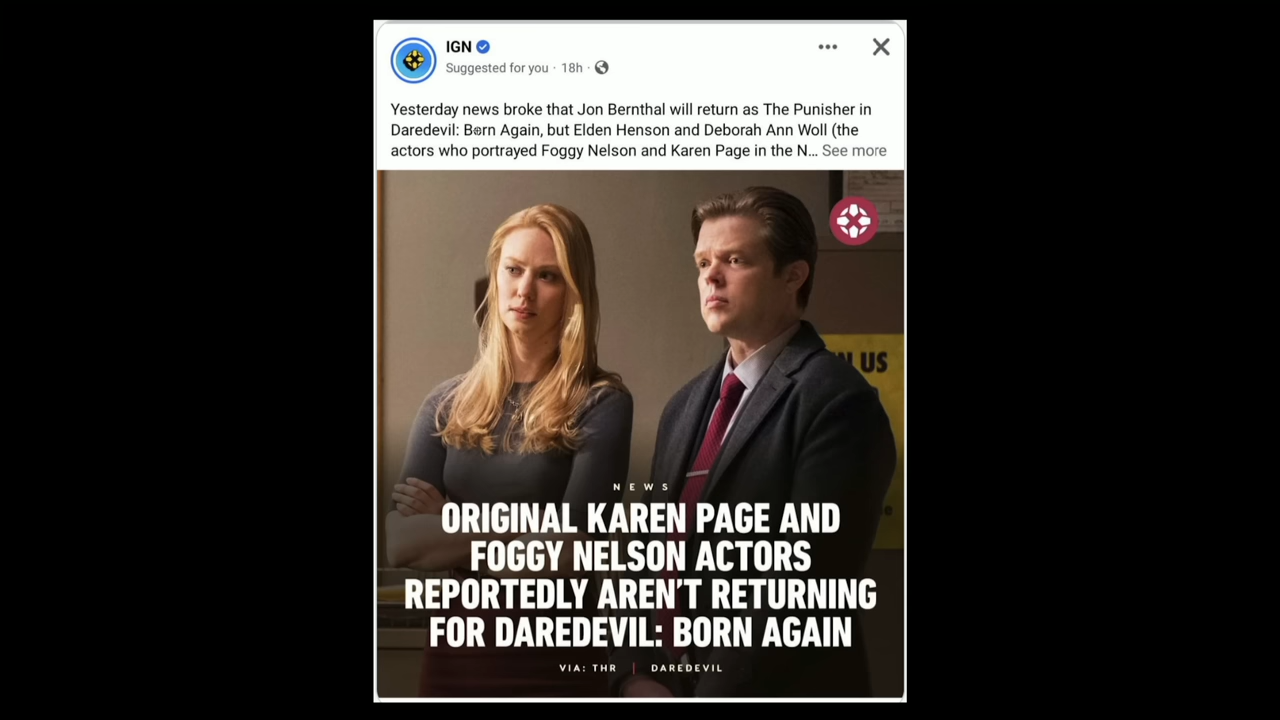 IGN
Suggested for you · 18h ·
Yesterday news broke that Jon Bernthal will return as The Punisher in
Daredevil: Born Again, but Elden Henson and Deborah Ann Woll (the
actors who portrayed Foggy Nelson and Karen Page in the N... See more
N US
NEWS
ORIGINAL KAREN PAGE AND
FOGGY NELSON ACTORS
REPORTEDLY AREN'T RETURNING
FOR DAREDEVIL: BORN AGAIN
VIA: THR | DAREDEVIL